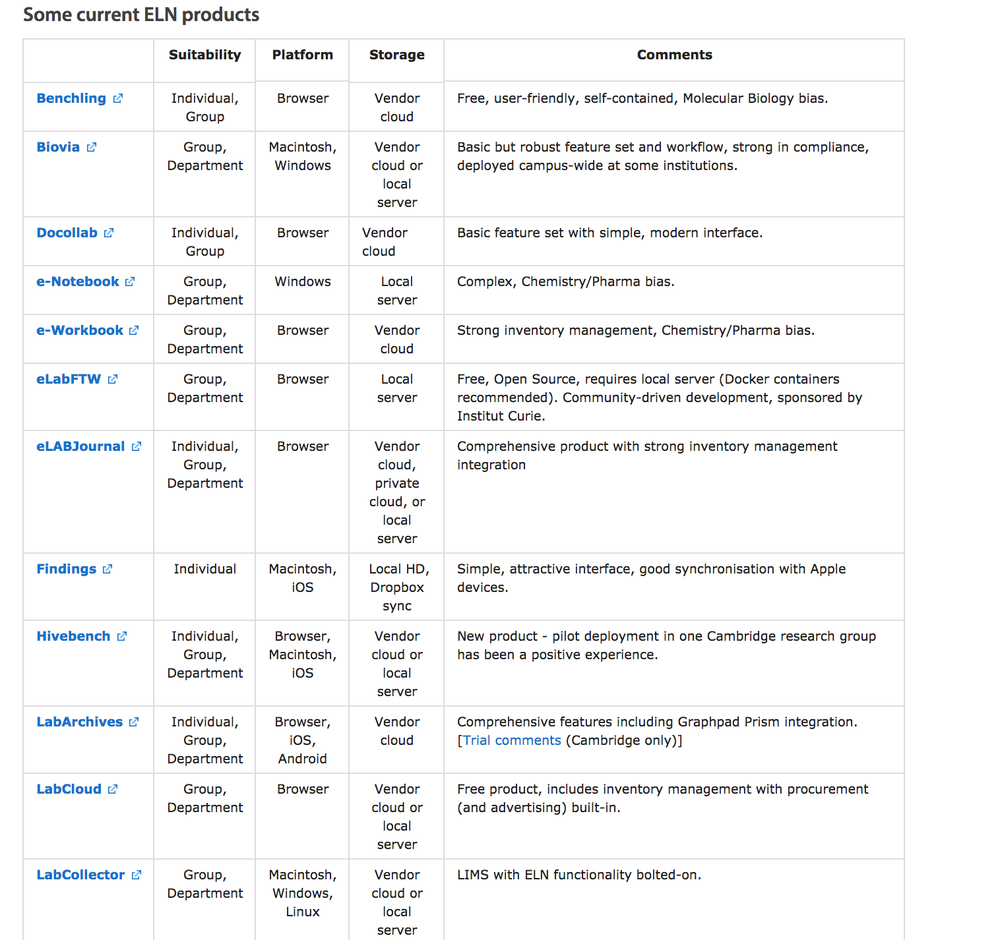 Some current ELN products
Suitability Platform Storage Comments
Benchling Individual, Browser Vendor Free, user-friendly, self-contained, Molecular Biology bias.
Group cloud
Biovia Group, Macintosh, Vendor Basic but robust feature set and workflow, strong in compliance,
Department Windows cloud or deployed campus-wide at some institutions.
local
server
Docollab Individual, Browser Vendor Basic feature set with simple, modern interface.
Group cloud
e-Notebook Group, Windows Local Complex, Chemistry/Pharma bias.
Department server
e-Workbook Group, Browser Vendor Strong inventory management, Chemistry/Pharma bias.
Department cloud
eLabFTW Group, Browser Local Free, Open Source, requires local server (Docker containers
Department server recommended). Community-driven development, sponsored by
Institut Curie.
eLABJournal Individual, Browser Vendor Comprehensive product with strong inventory management
Group, cloud, integration
Department private
cloud, or
local
server
Findings Individual Macintosh, Local HD, Simple, attractive interface, good synchronisation with Apple
iOS Dropbox devices.
sync
Hivebench Individual, Browser, Vendor New product - pilot deployment in one Cambridge research group
Group, Macintosh, cloud or has been a positive experience.
Department iOS local
server
LabArchives Individual, Browser, Vendor Comprehensive features including Graphpad Prism integration.
Group, iOS, cloud [Trial comments (Cambridge only)]
Department Android
LabCloud Group, Browser Vendor Free product, includes inventory management with procurement
Department cloud or (and advertising) built-in.
local
server
LabCollector Group, Macintosh, Vendor LIMS with ELN functionality bolted-on.
Department Windows, cloud or
Linux local
server